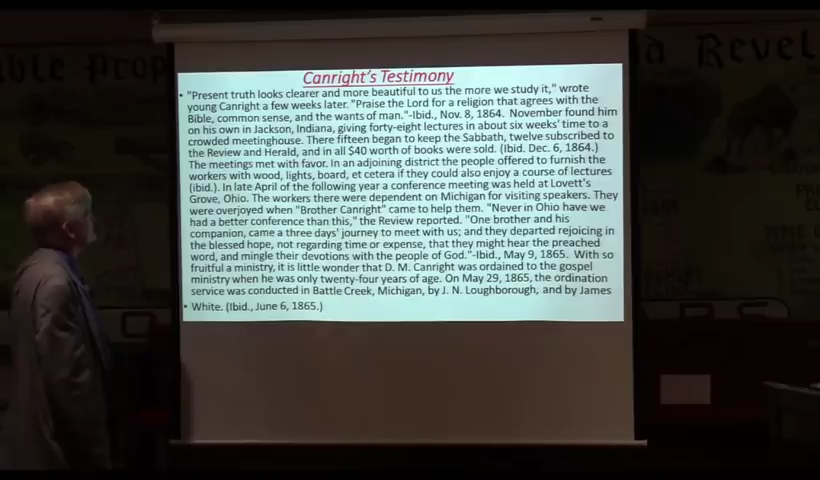 ble Prop
d Revel
Canright's Testimony
• "Present truth looks clearer and more beautiful to us the more we study it," wrote
young Canright a few weeks later. "Praise the Lord for a religion that agrees with the
Bible, common sense, and the wants of man."-Ibid., Nov. 8, 1864. November found him
on his own in Jackson, Indiana, giving forty-eight lectures in about six weeks' time to a
crowded meetinghouse. There fifteen began to keep the Sabbath, twelve subscribed to
the Review and Herald, and in all $40 worth of books were sold. (Ibid. Dec. 6, 1864.)
The meetings met with favor. In an adjoining district the people offered to furnish the
workers with wood, lights, board, et cetera if they could also enjoy a course of lectures
(ibid.). In late April of the following year a conference meeting was held at Lovett's
Grove, Ohio. The workers there were dependent on Michigan for visiting speakers. They
were overjoyed when "Brother Canright" came to help them. "Never in Ohio have we
had a better conference than this," the Review reported. "One brother and his
companion, came a three days' journey to meet with us; and they departed rejoicing in
the blessed hope, not regarding time or expense, that they might hear the preached
word, and mingle their devotions with the people of God."-Ibid., May 9, 1865. With so
fruitful a ministry, it is little wonder that D. M. Canright was ordained to the gospel
ministry when he was only twenty-four years of age. On May 29, 1865, the ordination
service was conducted in Battle Creek, Michigan, by J. N. Loughborough, and by James
• White. (Ibid., June 6, 1865.)